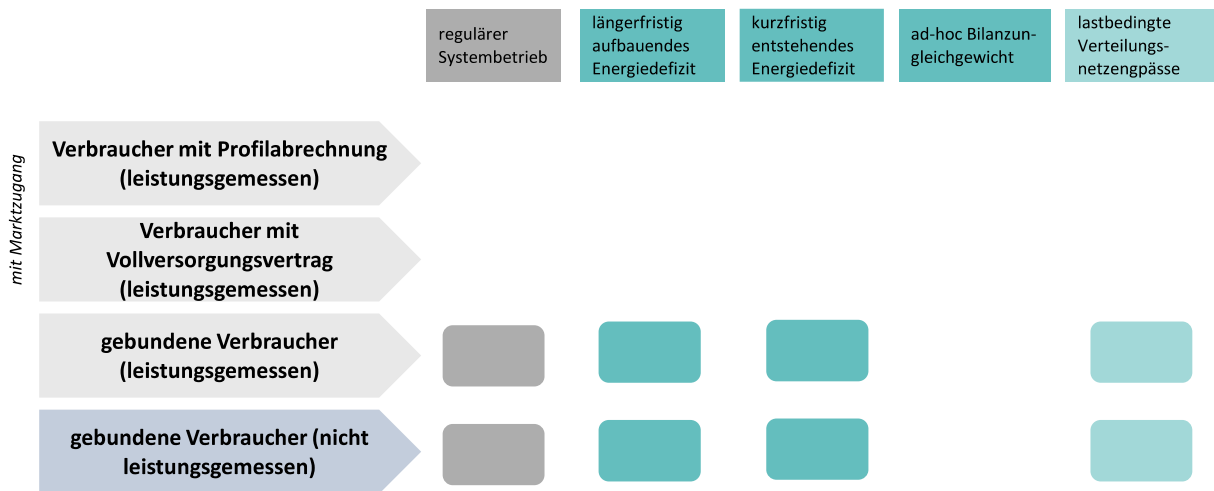 regulärer
Systembetrieb
längerfristig
aufbauendes
Energiedefizit
kurzfristig
entstehendes
Energiedefizit
ad-hoc Bilanzun-
gleichgewicht
lastbedingte
Verteilungs-
netzengpässe
mit Marktzugang
Verbraucher mit Profilabrechnung
(leistungsgemessen)
Verbraucher mit
Vollversorgungsvertrag
(leistungsgemessen)
gebundene Verbraucher
(leistungsgemessen)
gebundene Verbraucher (nicht
leistungsgemessen)